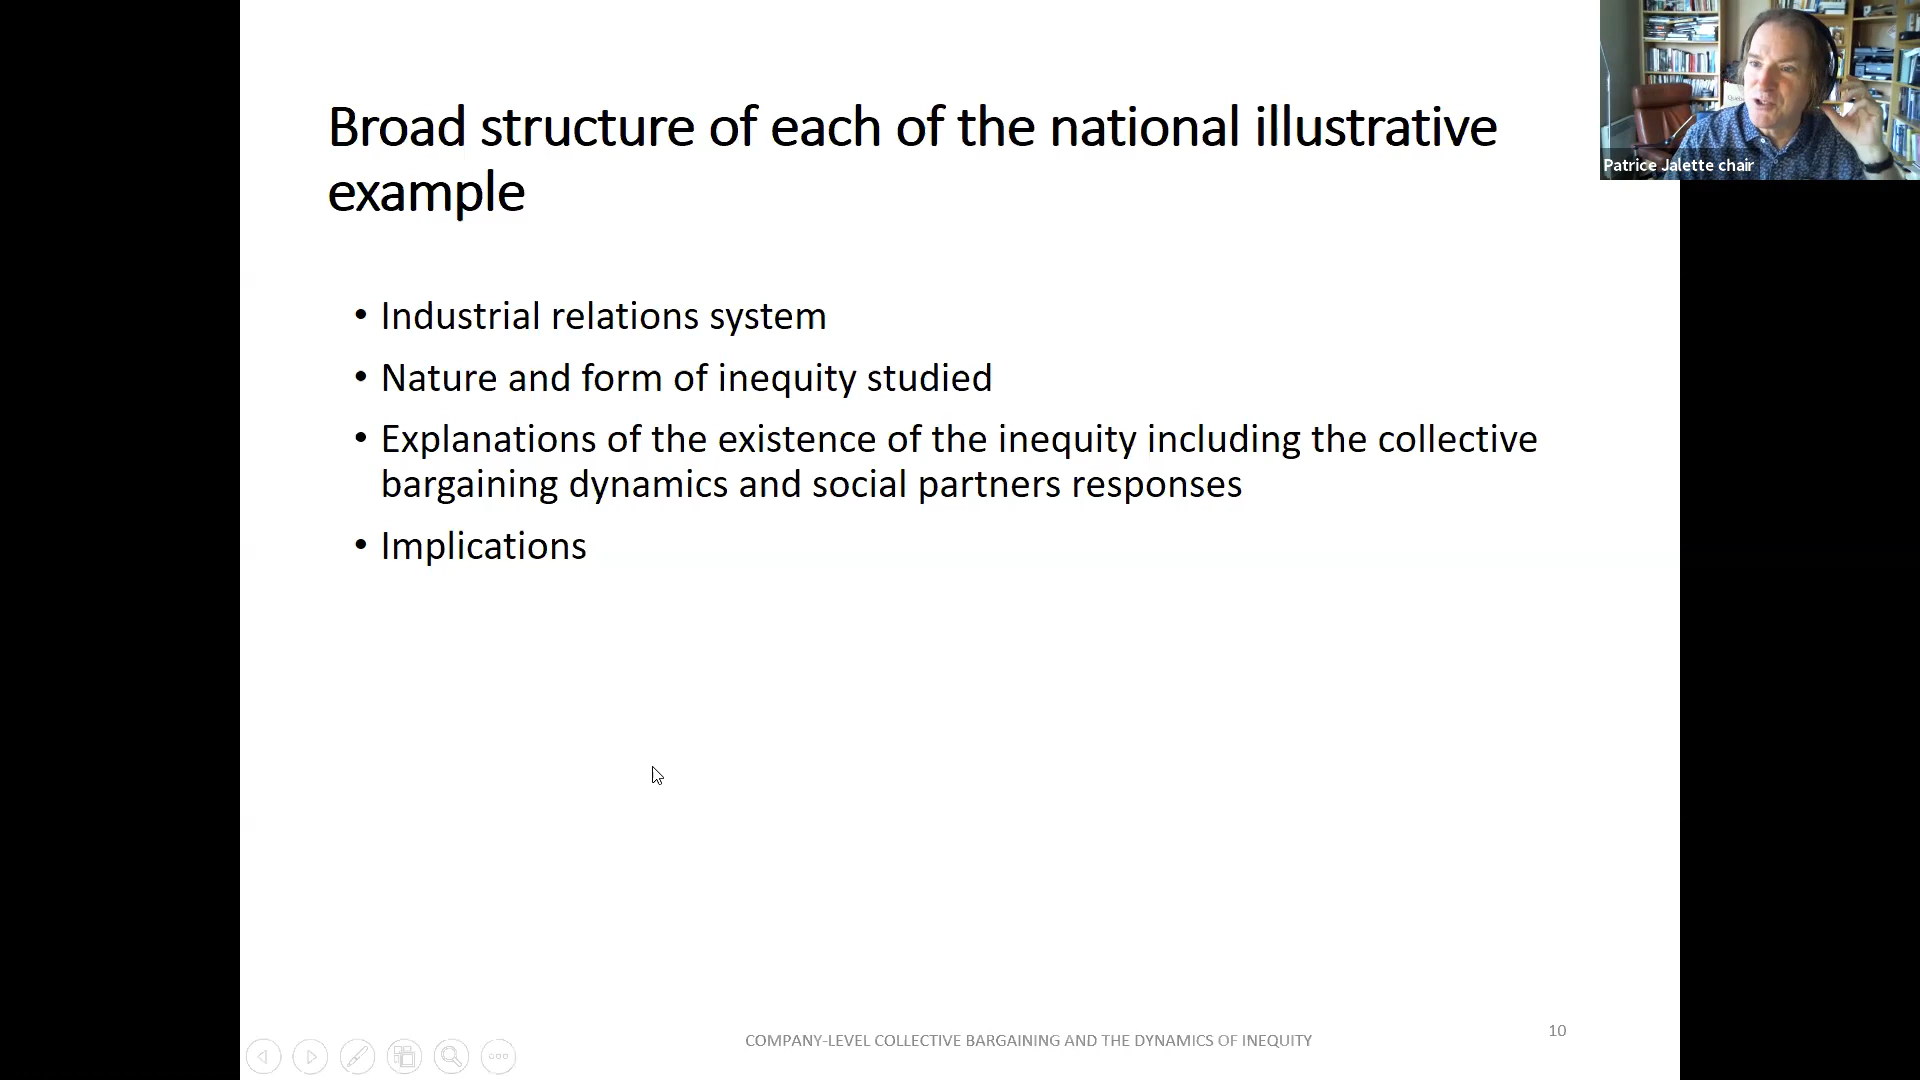 Broad structure of each of the national illustrative
example
• Industrial relations system
• Nature and form of inequity studied
• Explanations of the existence of the inequity including the collective
bargaining dynamics and social partners responses
• Implications
COMPANY-LEVEL COLLECTIVE BARGAINING AND THE DYNAMICS OF INEQUITY
10
Patrice Jalette chair